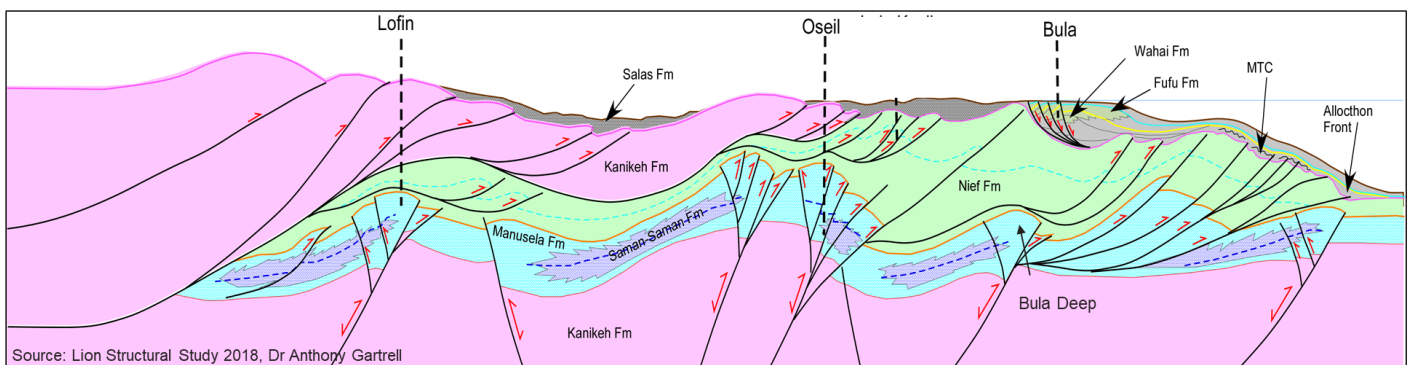 Lofin
Oseil
Bula
Wahai Fm
Fufu Fm
MTC
Allocthon
Front
Salas Fm
Kanikeh Fm
Nief Fm
Manusela Fm
Saman-Saman Fm
Bula Deep
Kanikeh Fm
Source: Lion Structural Study 2018, Dr Anthony Gartrell